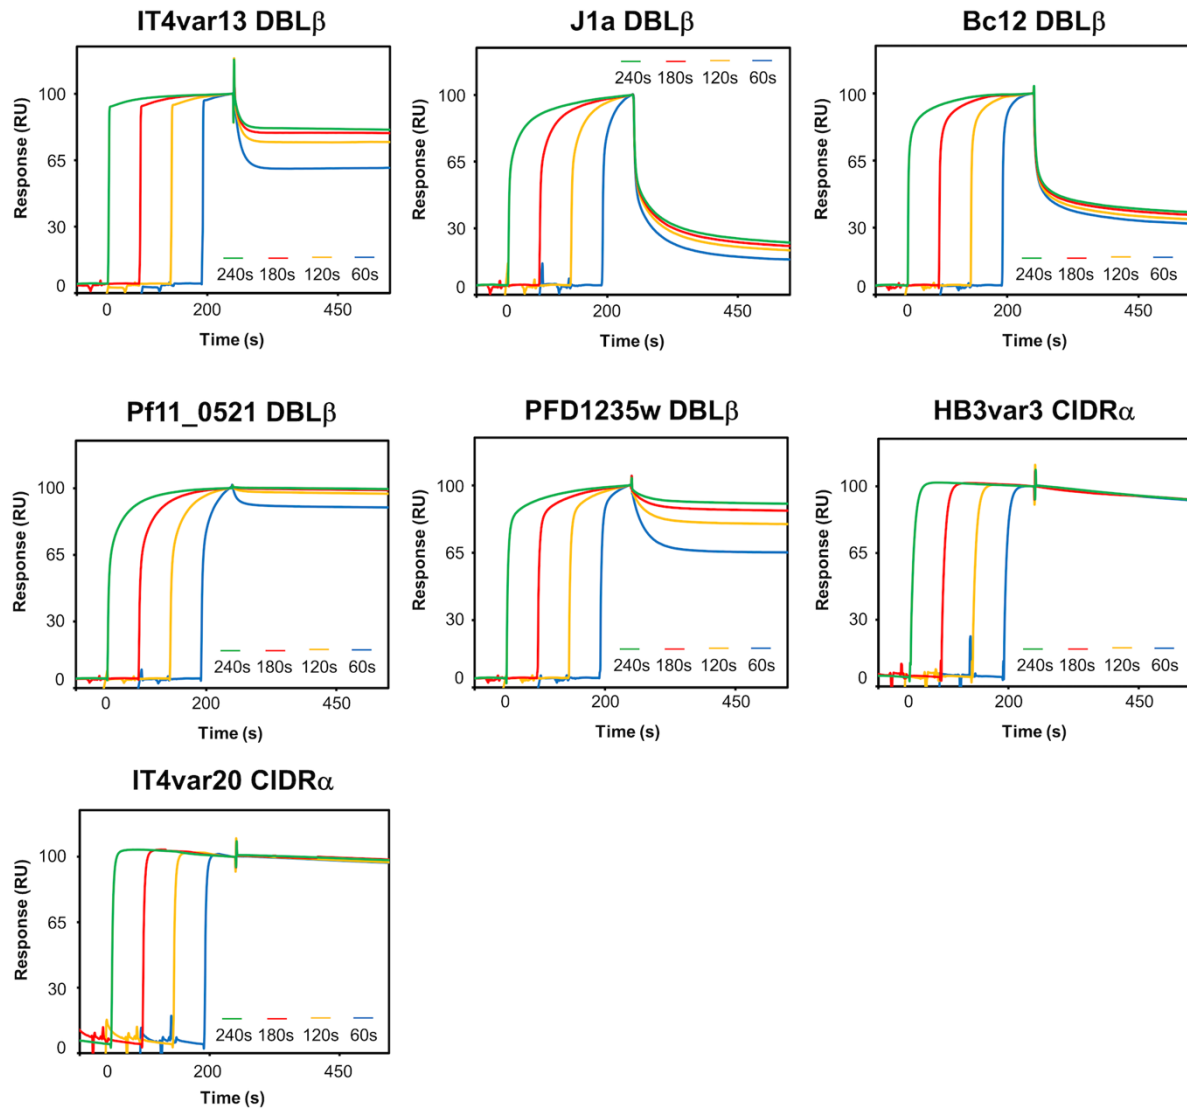 IT4var13 DBLβ
Response (RU)
100
65
30
0
240s 180s 120s 60s
0 200 450
Time (s)
J1a DBLβ
Response (RU)
240s 180s 120s 60s
100
65
30
0
0 200 450
Time (s)
Bc12 DBLβ
Response (RU)
100
65
30
0
240s 180s 120s 60s
0 200 450
Time (s)
Pf11_0521 DBLβ
Response (RU)
100
65
30
0
240s 180s 120s 60s
0 200 450
Time (s)
PFD1235w DBLβ
Response (RU)
100
65
30
0
240s 180s 120s 60s
0 200 450
Time (s)
HB3var3 CIDRα
Response (RU)
100
65
30
0
240s 180s 120s 60s
0 200 450
Time (s)
IT4var20 CIDRα
Response (RU)
100
65
30
0
240s 180s 120s 60s
0 200 450
Time (s)